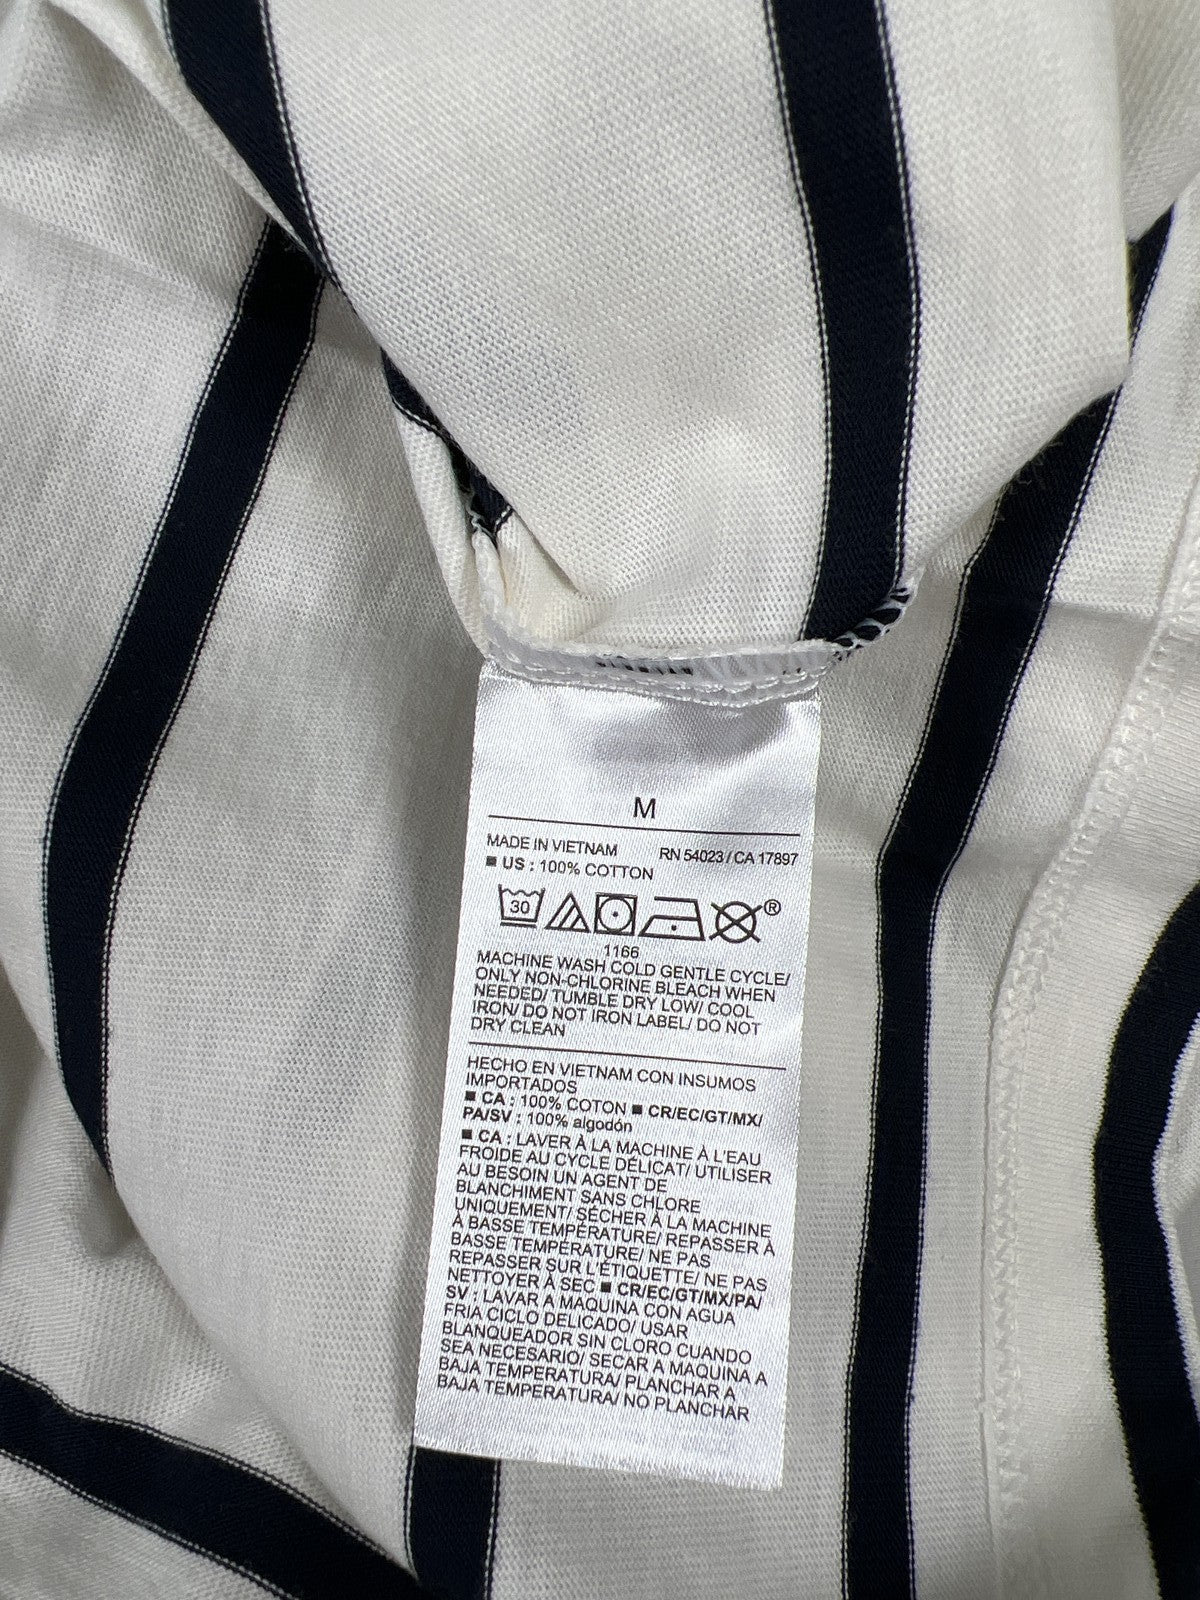 M
MADE IN VIETNAM RN 54023 / CA 17897
■ US : 100% COTTON
30 ®
1166
MACHINE WASH COLD GENTLE CYCLE/
ONLY NON-CHLORINE BLEACH WHEN
NEEDED/ TUMBLE DRY LOW/ COOL
IRON/ DO NOT IRON LABEL/ DO NOT
DRY CLEAN
HECHO EN VIETNAM CON INSUMOS
IMPORTADOS
■ CA : 100% COTON ■ CR/EC/GT/MX/
PA/SV : 100% algodón
■ CA : LAVER À LA MACHINE À L'EAU
FROIDE AU CYCLE DÉLICAT/ UTILISER
AU BESOIN UN AGENT DE
BLANCHIMENT SANS CHLORE
UNIQUEMENT/ SÉCHER À LA MACHINE
À BASSE TEMPÉRATURE/ REPASSER À
BASSE TEMPÉRATURE/ NE PAS
REPASSER SUR L'ÉTIQUETTE/ NE PAS
NETTOYER À SEC ■ CR/EC/GT/MX/PA/
SV : LAVAR A MAQUINA CON AGUA
FRIA CICLO DELICADO/ USAR
BLANQUEADOR SIN CLORO CUANDO
SEA NECESARIO/ SECAR A MAQUINA A
BAJA TEMPERATURA/ PLANCHAR A
BAJA TEMPERATURA/ NO PLANCHAR